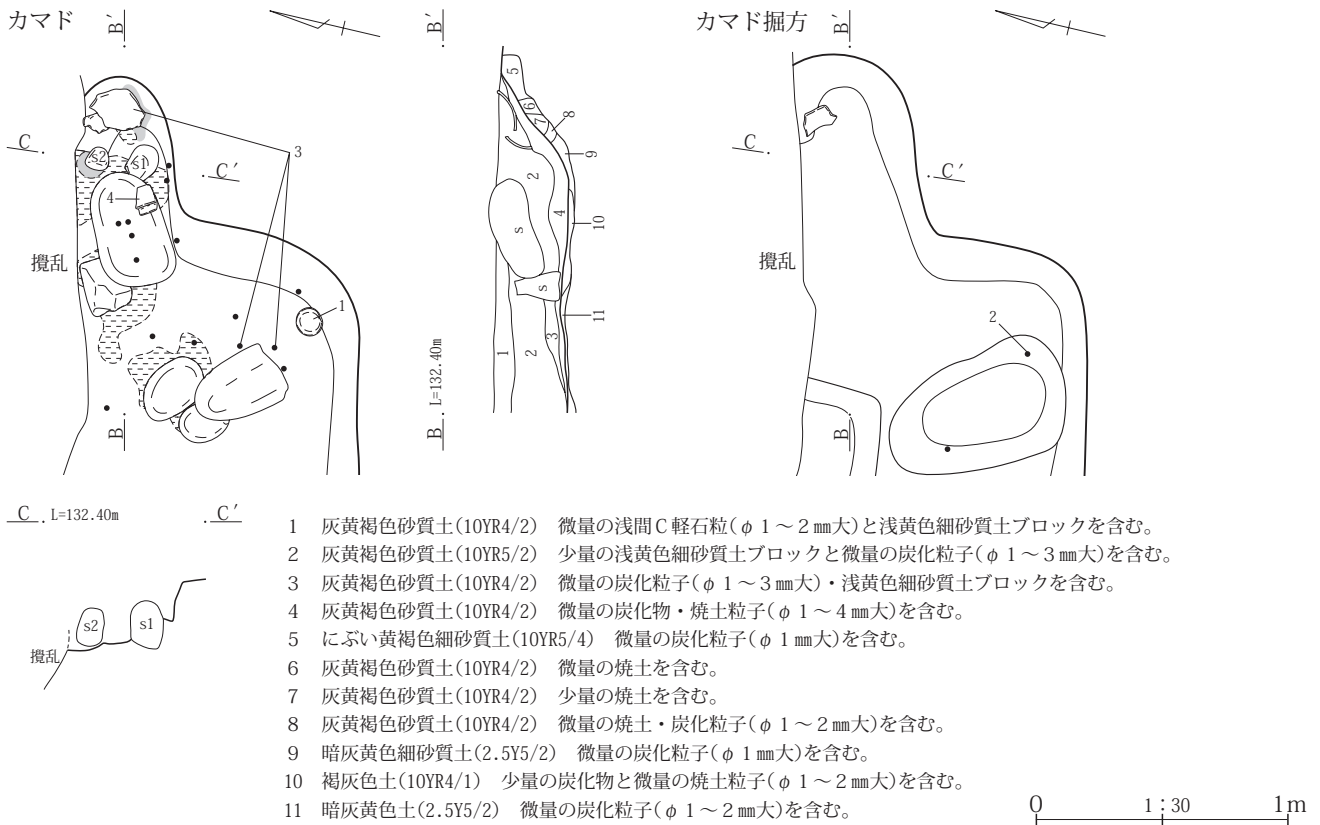 カマド
B′
B′
カマド掘方
B′
C
C′
C
C′
s2
s1
3
4
1
攪乱
B
5
6
7
8
9
2
4
10
s
s
11
1
2
3
B
L=132.40m
攪乱
2
B
C
L=132.40m
C′
s2
s1
攪乱
1 灰黄褐色砂質土(10YR4/2) 微量の浅間C軽石粒(φ1～2㎜大)と浅黄色細砂質土ブロックを含む。
2 灰黄褐色砂質土(10YR5/2) 少量の浅黄色細砂質土ブロックと微量の炭化粒子(φ1～3㎜大)を含む。
3 灰黄褐色砂質土(10YR4/2) 微量の炭化粒子(φ1～3㎜大)・浅黄色細砂質土ブロックを含む。
4 灰黄褐色砂質土(10YR4/2) 微量の炭化物・焼土粒子(φ1～4㎜大)を含む。
5 にぶい黄褐色細砂質土(10YR5/4) 微量の炭化粒子(φ1㎜大)を含む。
6 灰黄褐色砂質土(10YR4/2) 微量の焼土を含む。
7 灰黄褐色砂質土(10YR4/2) 少量の焼土を含む。
8 灰黄褐色砂質土(10YR4/2) 微量の焼土・炭化粒子(φ1～2㎜大)を含む。
9 暗灰黄色細砂質土(2.5Y5/2) 微量の炭化粒子(φ1㎜大)を含む。
10 褐灰色土(10YR4/1) 少量の炭化物と微量の焼土粒子(φ1～2㎜大)を含む。
11 暗灰黄色土(2.5Y5/2) 微量の炭化粒子(φ1～2㎜大)を含む。
0 1：30 1m